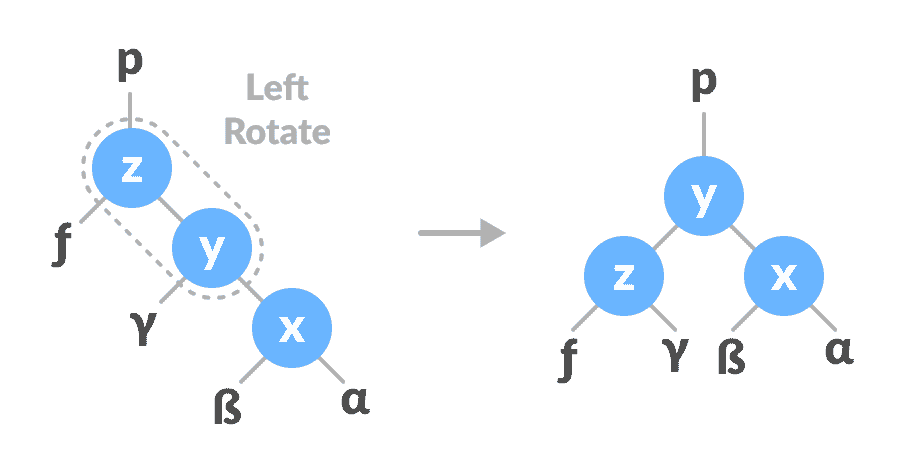 p
Left
Rotate
z
ƒ
y
γ
x
ß
α
p
y
z
x
ƒ
γ
ß
α